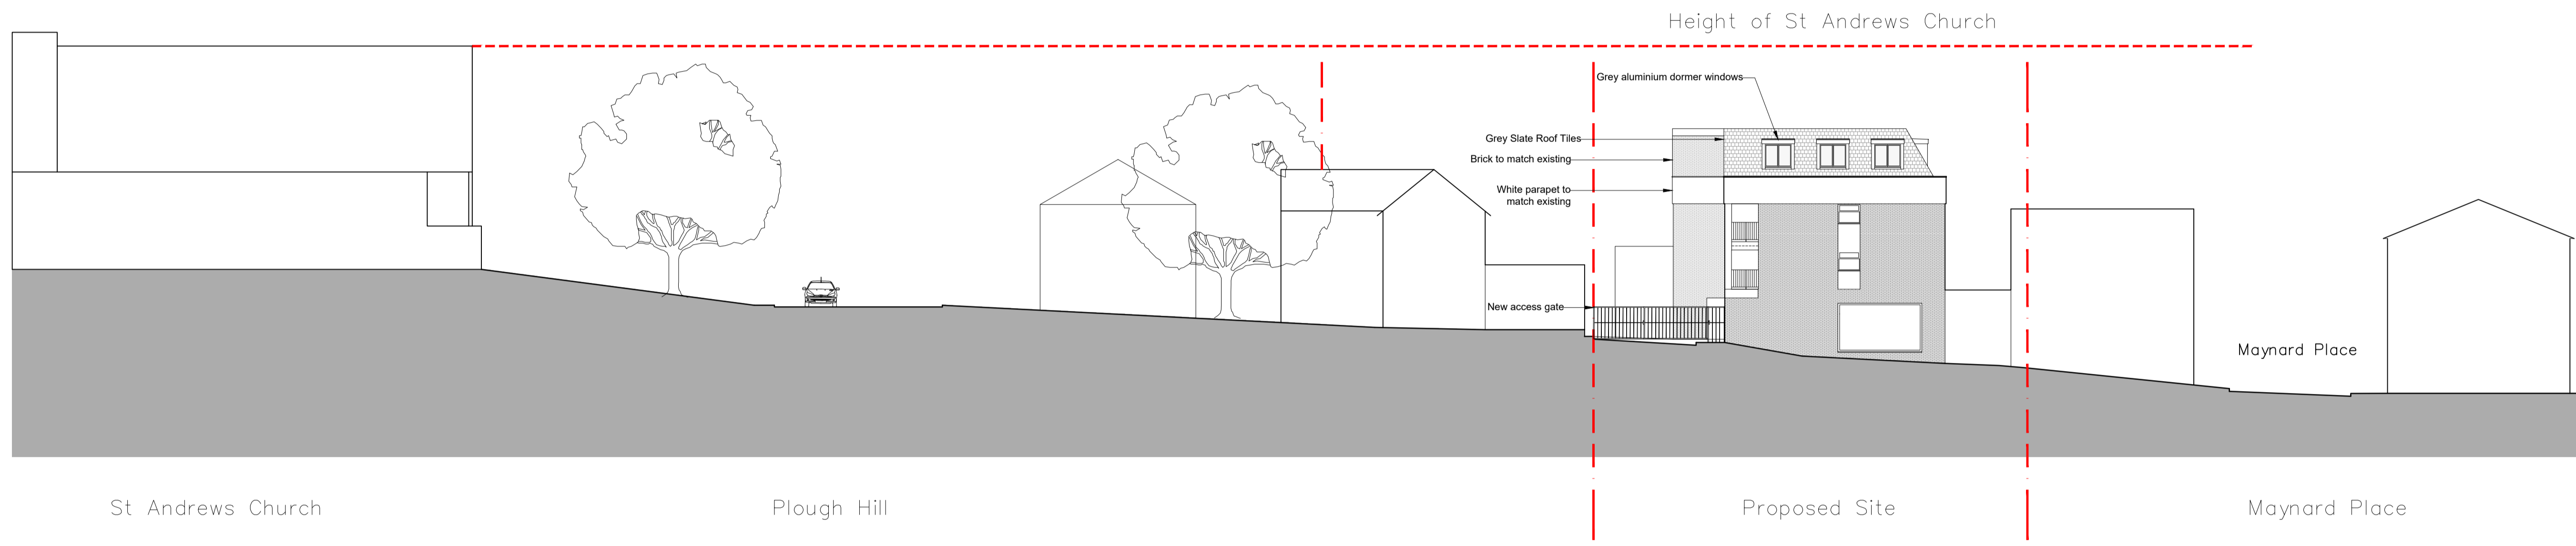 Height of St Andrews Church
Grey aluminium dormer windows
Grey Slate Roof Tiles
Brick to match existing
White parapet to
match existing
New access gate
Maynard Place
St Andrews Church
Plough Hill
Proposed Site
Maynard Place